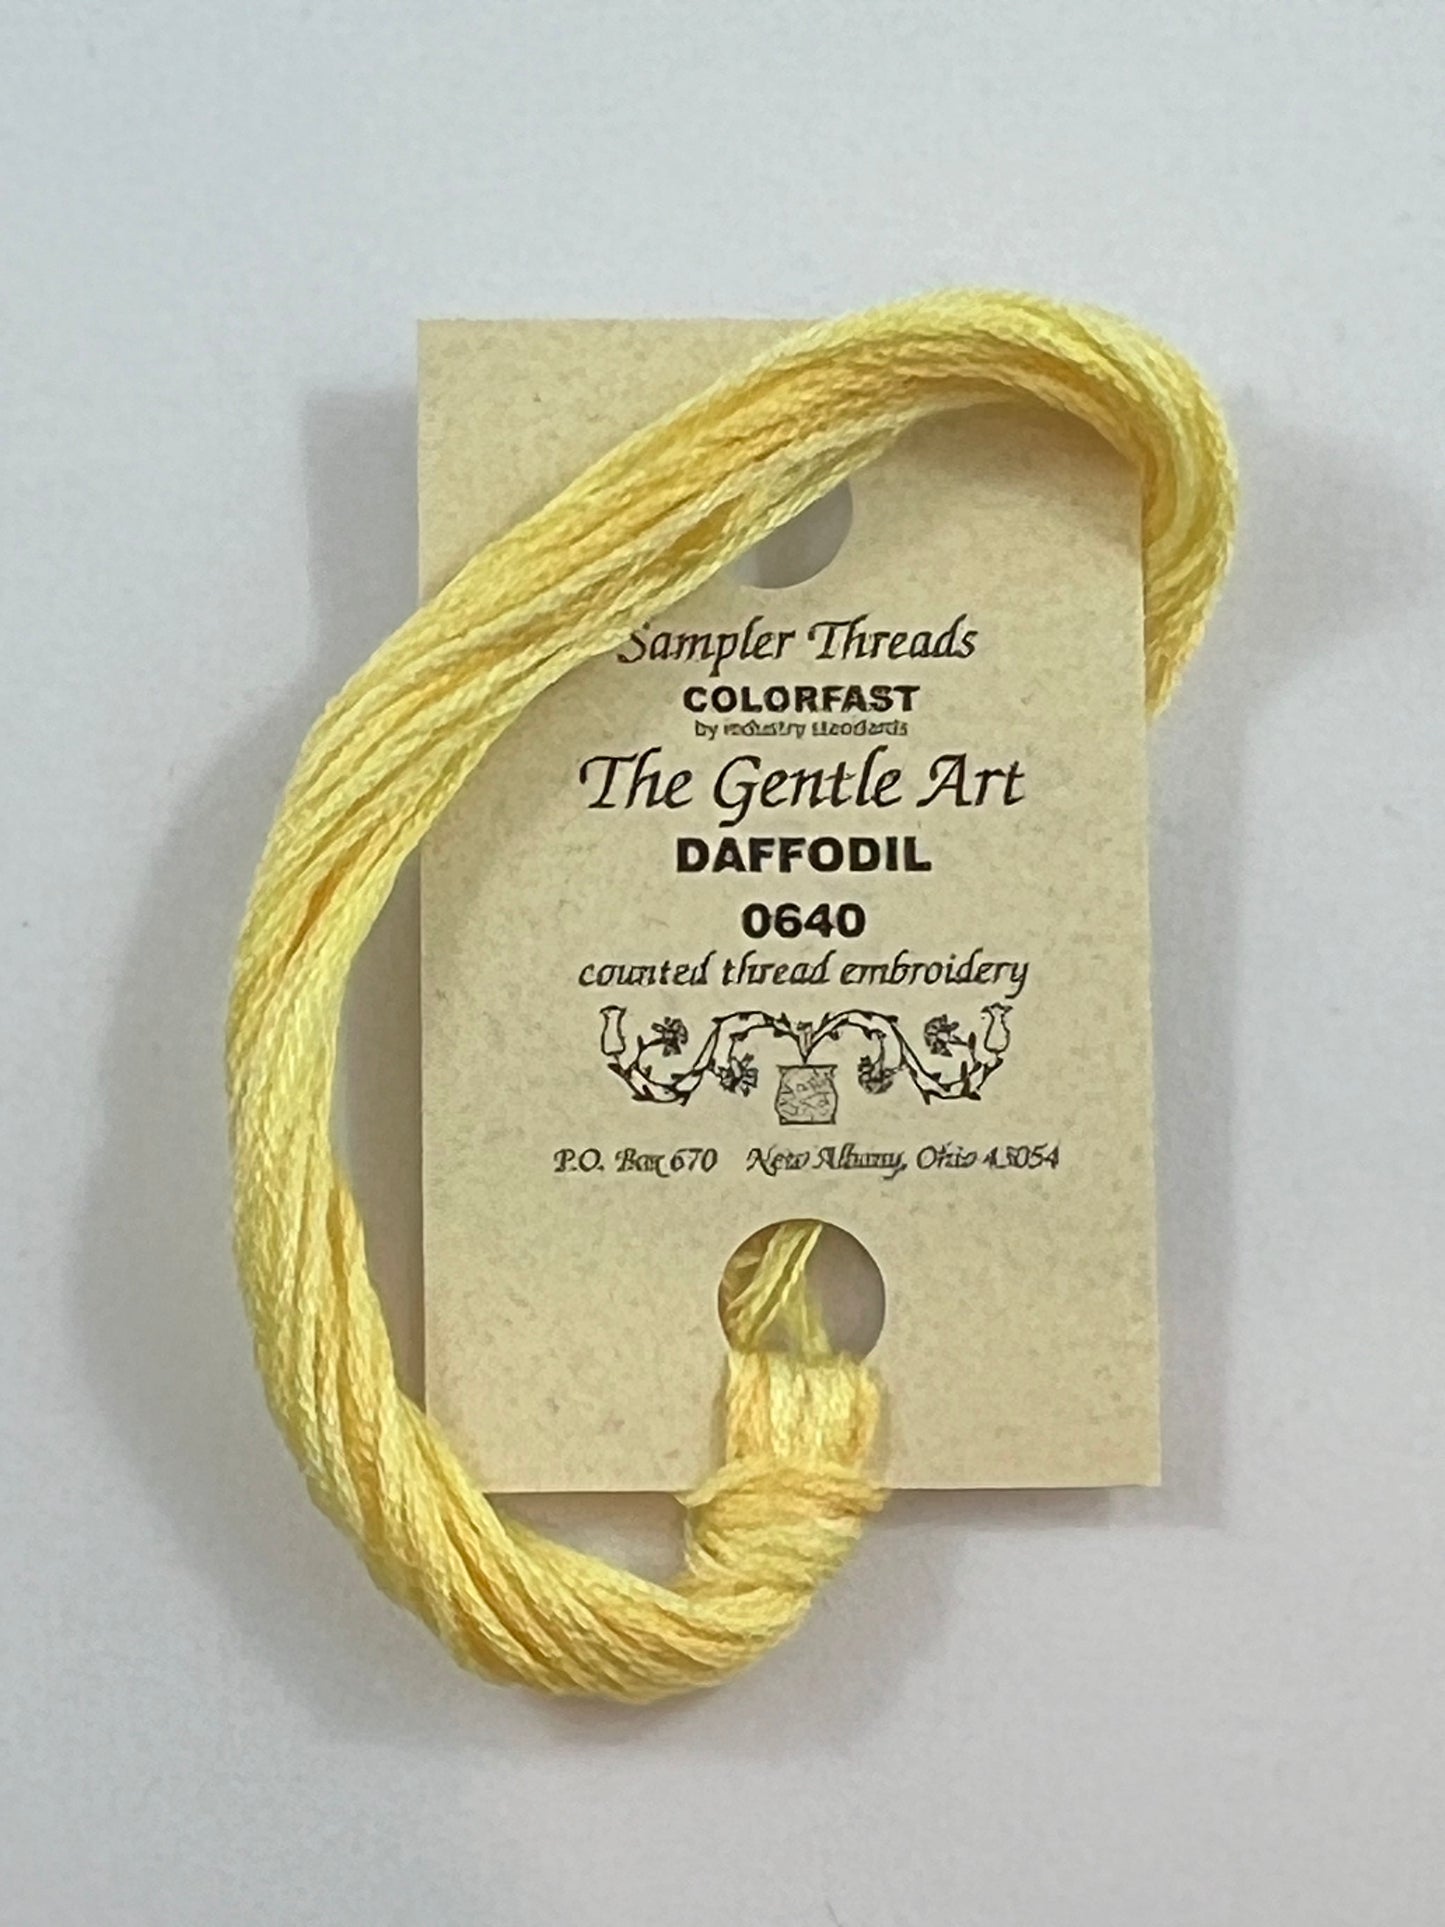 Sampler Threads
COLORFAST
by industry standards
The Gentle Art
DAFFODIL
0640
counted thread embroidery
P.O. Box 670 New Albany, Ohio 43054